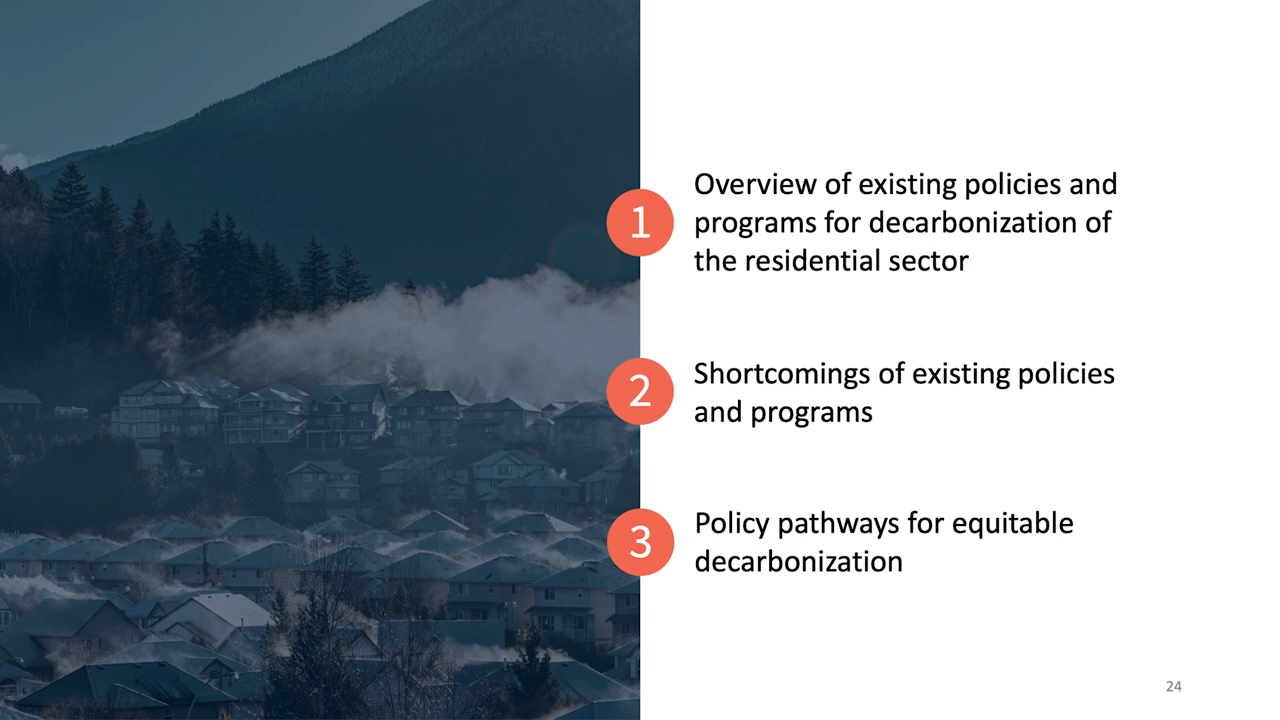 1
Overview of existing policies and
programs for decarbonization of
the residential sector
2
Shortcomings of existing policies
and programs
3
Policy pathways for equitable
decarbonization
24